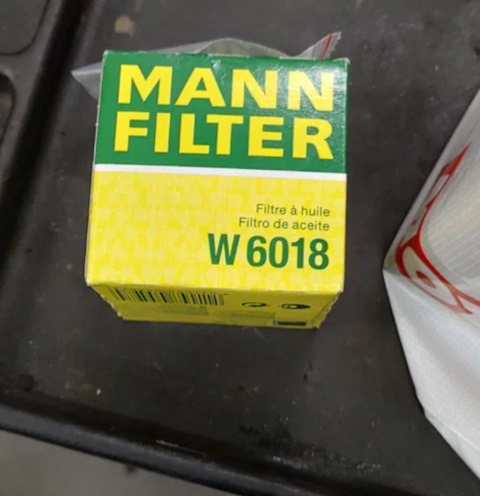 MANN
FILTER
Filtre à huile
Filtro de aceite
W 6018